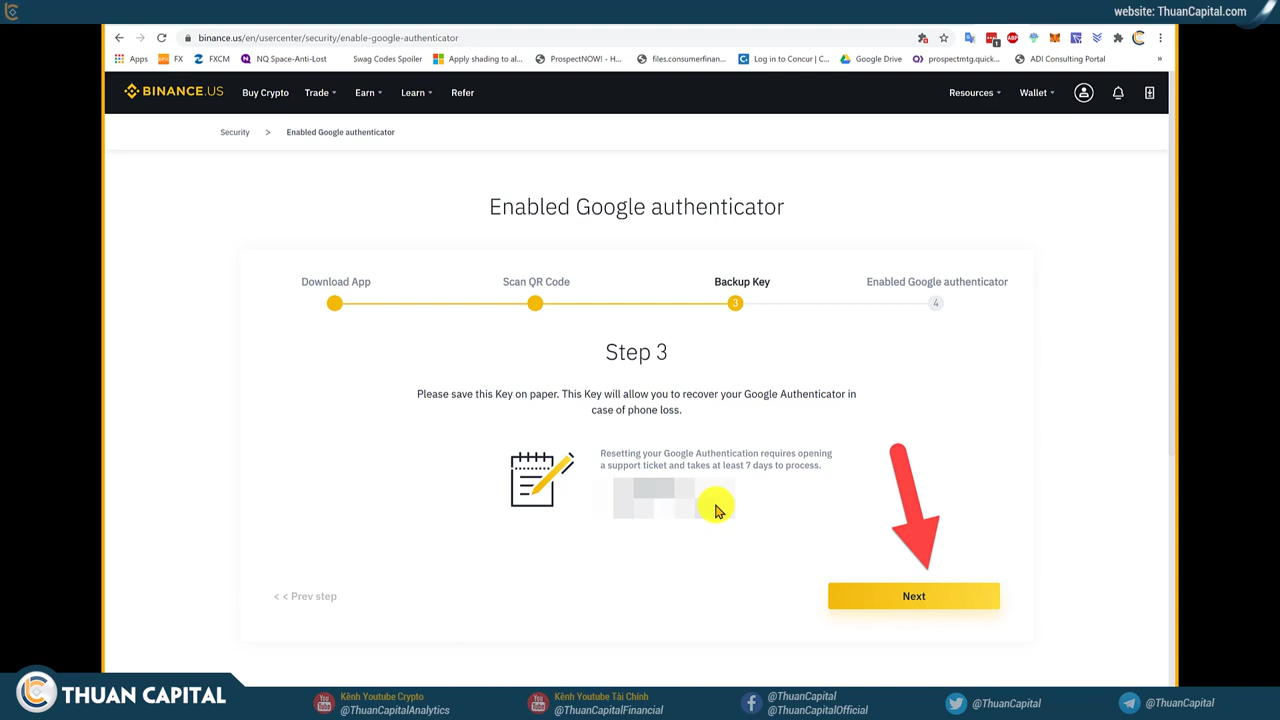 website: ThuanCapital.com
binance.us/en/usercenter/security/enable-google-authenticator
1
ABP
Apps
FX
FXCM
NQ Space-Anti-Lost
Swag Codes Spoiler
Apply shading to al...
ProspectNOW! - H...
files.consumerfinan...
Log in to Concur | C...
Google Drive
prospectmtg.quick...
ADI Consulting Portal
»
BINANCE.US
Buy Crypto
Trade
Earn
Learn
Refer
Resources
Wallet
Security > Enabled Google authenticator
Enabled Google authenticator
Download App
Scan QR Code
Backup Key
Enabled Google authenticator
3
4
Step 3
Please save this Key on paper. This Key will allow you to recover your Google Authenticator in
case of phone loss.
Resetting your Google Authentication requires opening
a support ticket and takes at least 7 days to process.
< < Prev step
Next
THUAN CAPITAL
Kênh Youtube Crypto
@ThuanCapitalAnalytics
Kênh Youtube Tài Chính
@ThuanCapitalFinancial
@ThuanCapital
@ThuanCapitalOfficial
@ThuanCapital
@ThuanCapital